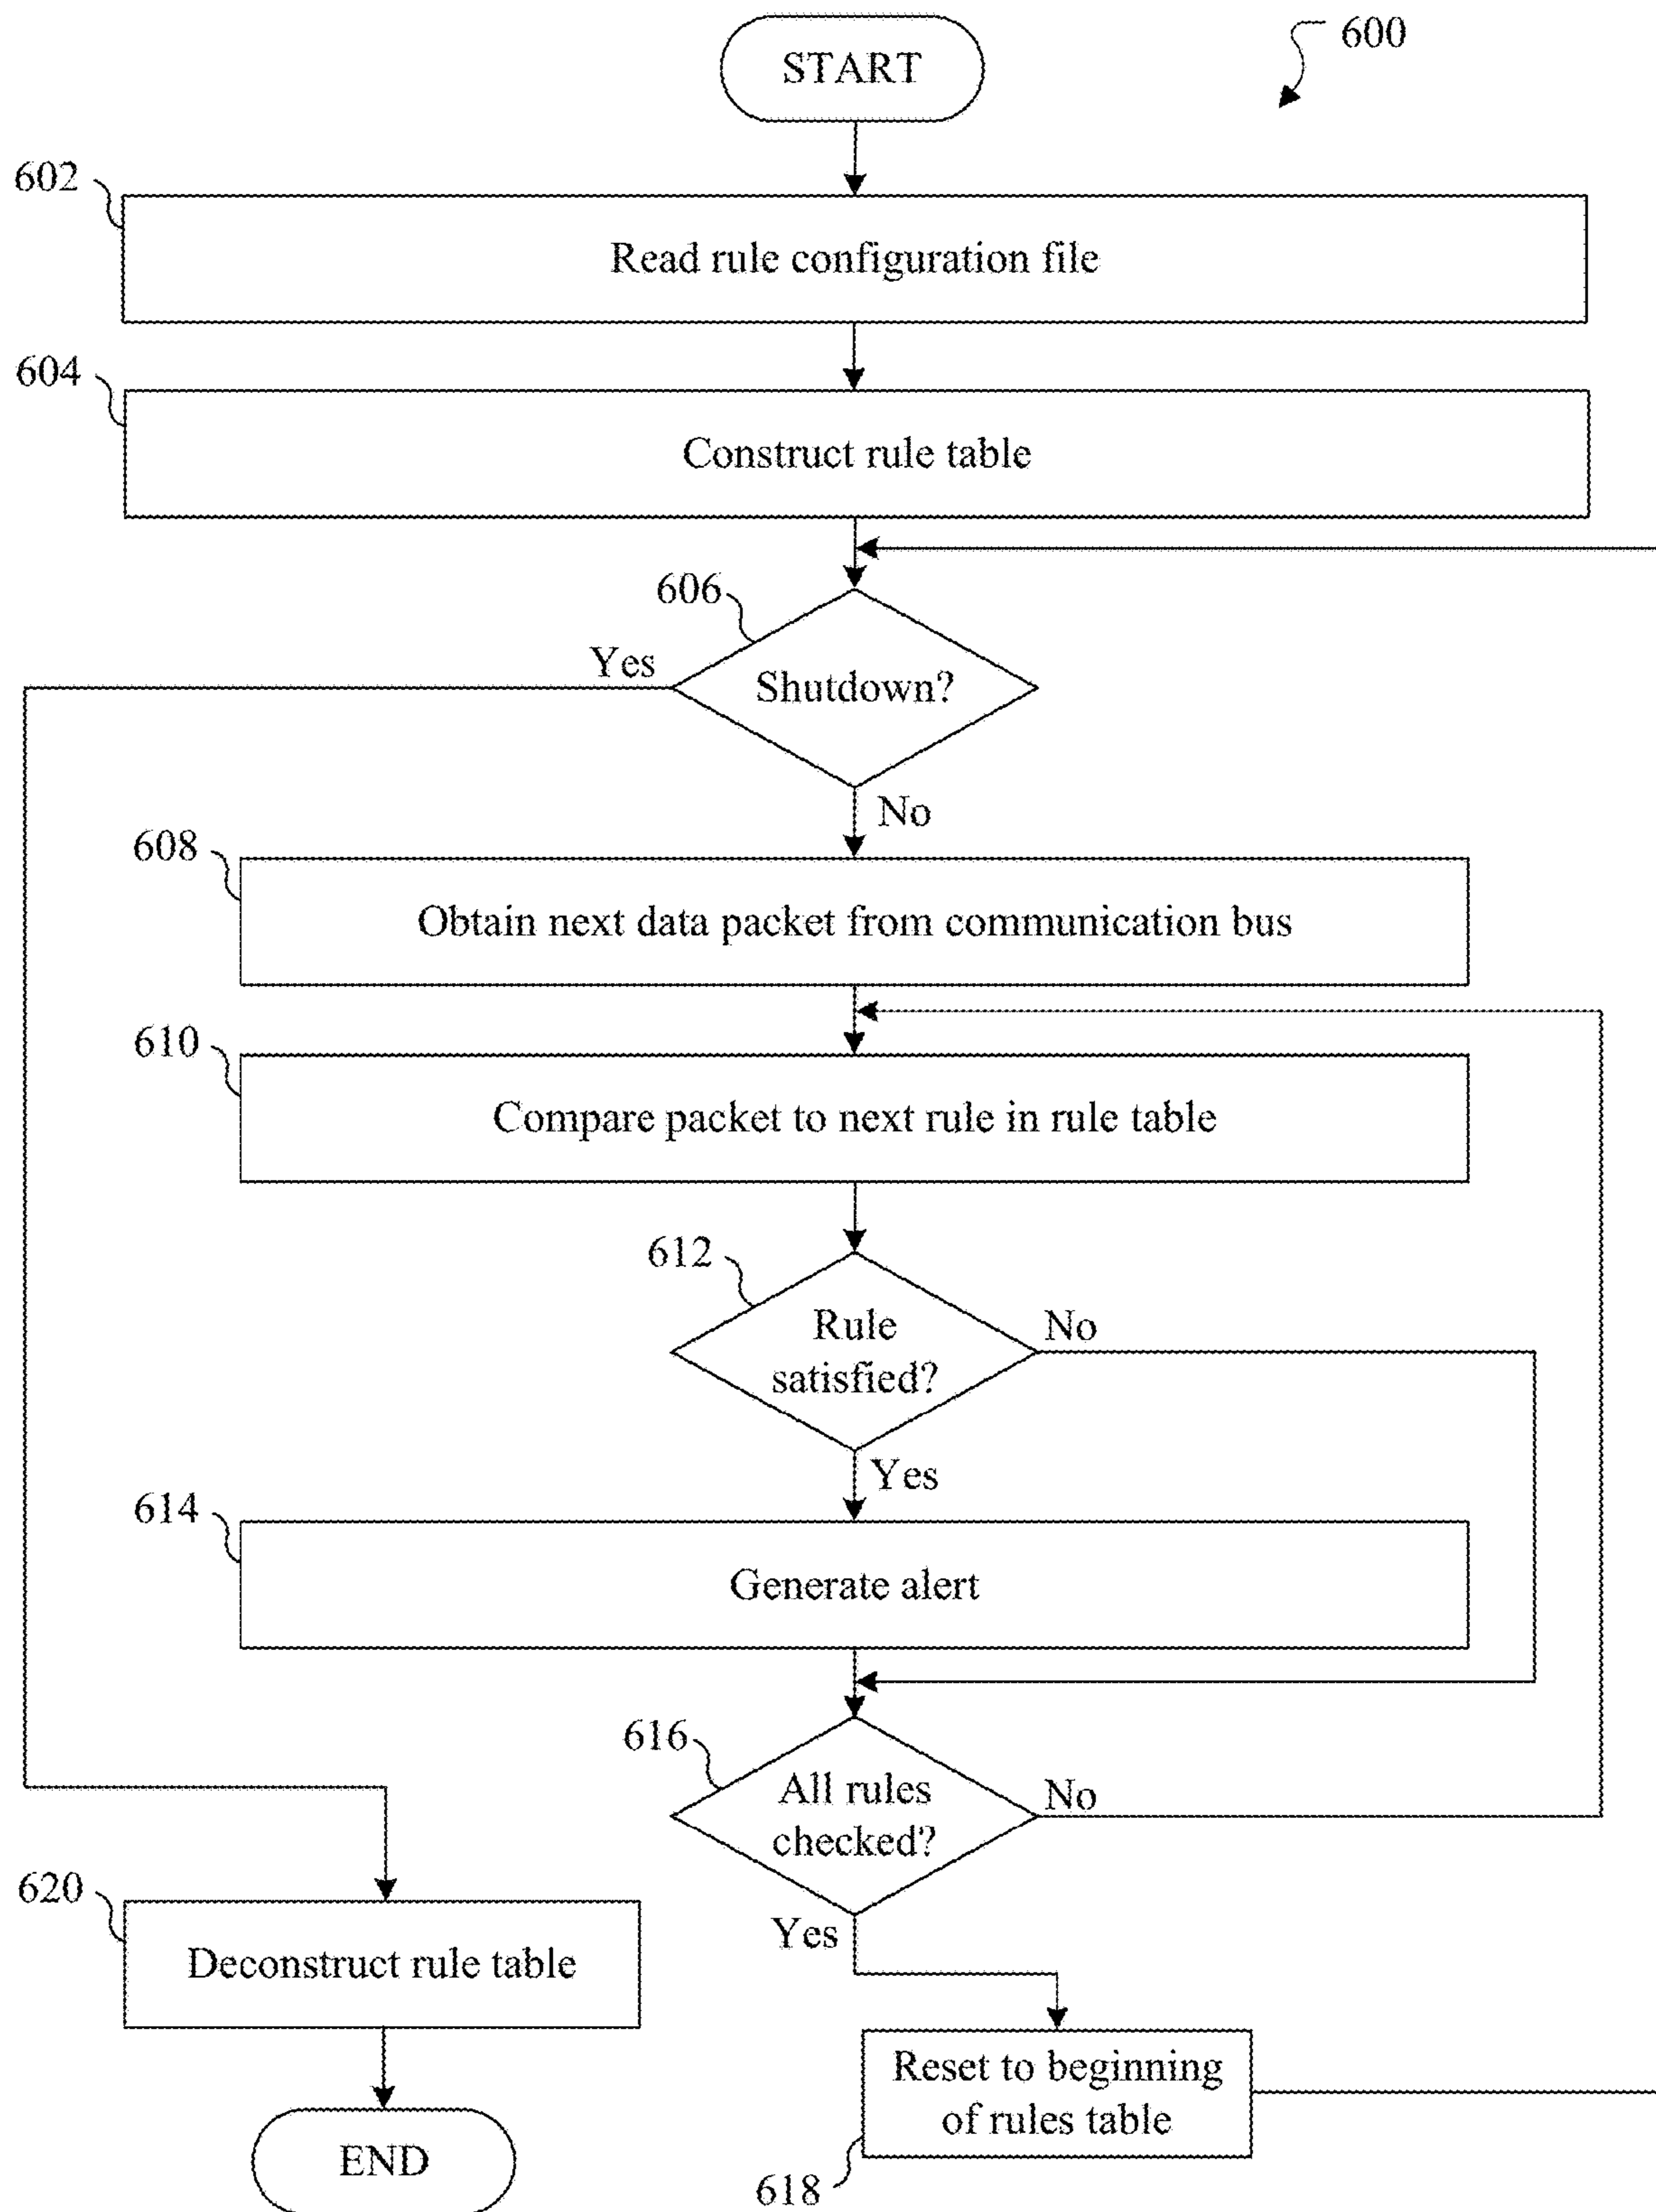 START
600
602
Read rule configuration file
604
Construct rule table
606
Yes
Shutdown?
No
608
Obtain next data packet from communication bus
610
Compare packet to next rule in rule table
612
Rule
satisfied?
No
Yes
614
Generate alert
616
All rules
checked?
No
Yes
620
Deconstruct rule table
Reset to beginning
of rules table
618
END